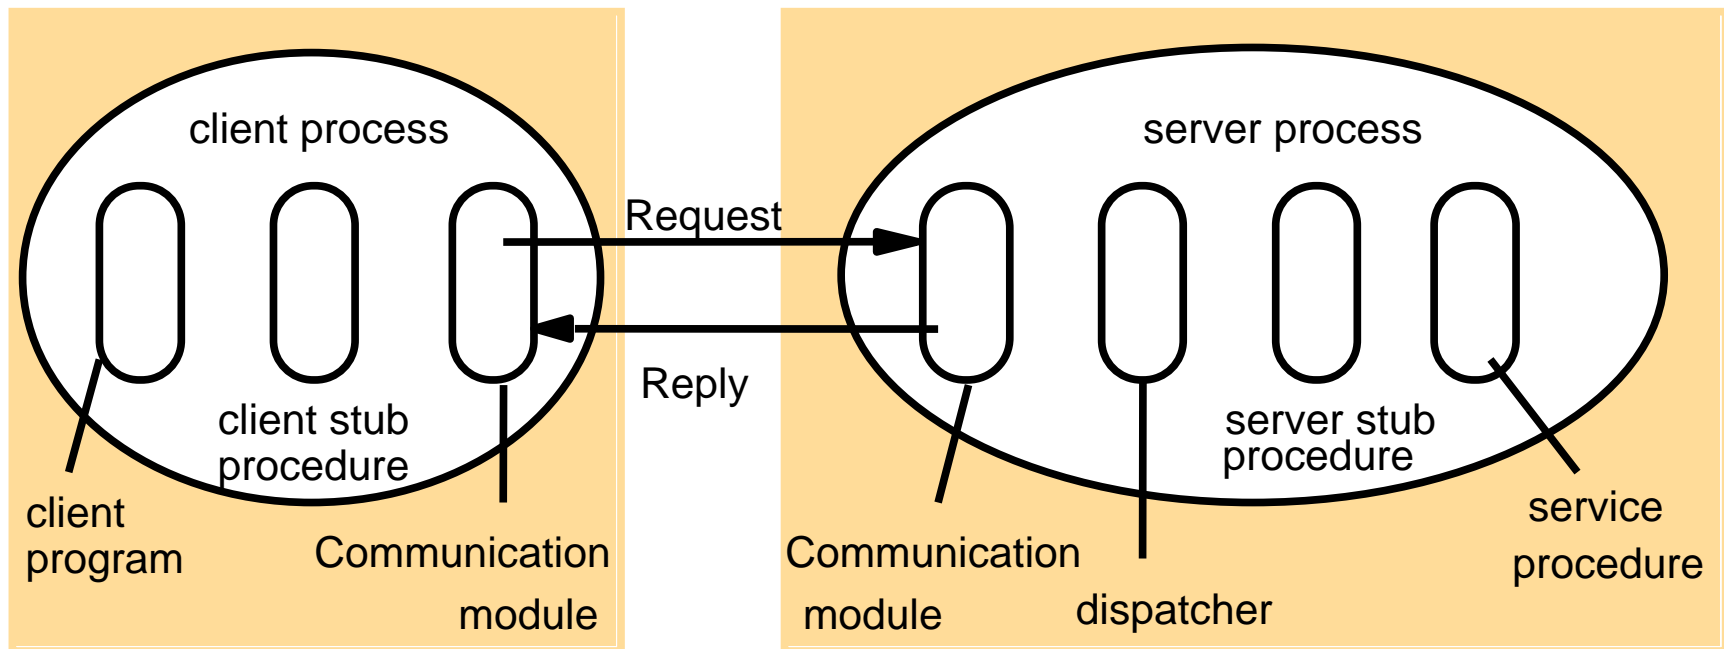 client process
server process
Request
Reply
client stub
procedure
server stub
procedure
client
program
Communication
module
Communication
module
dispatcher
service
procedure